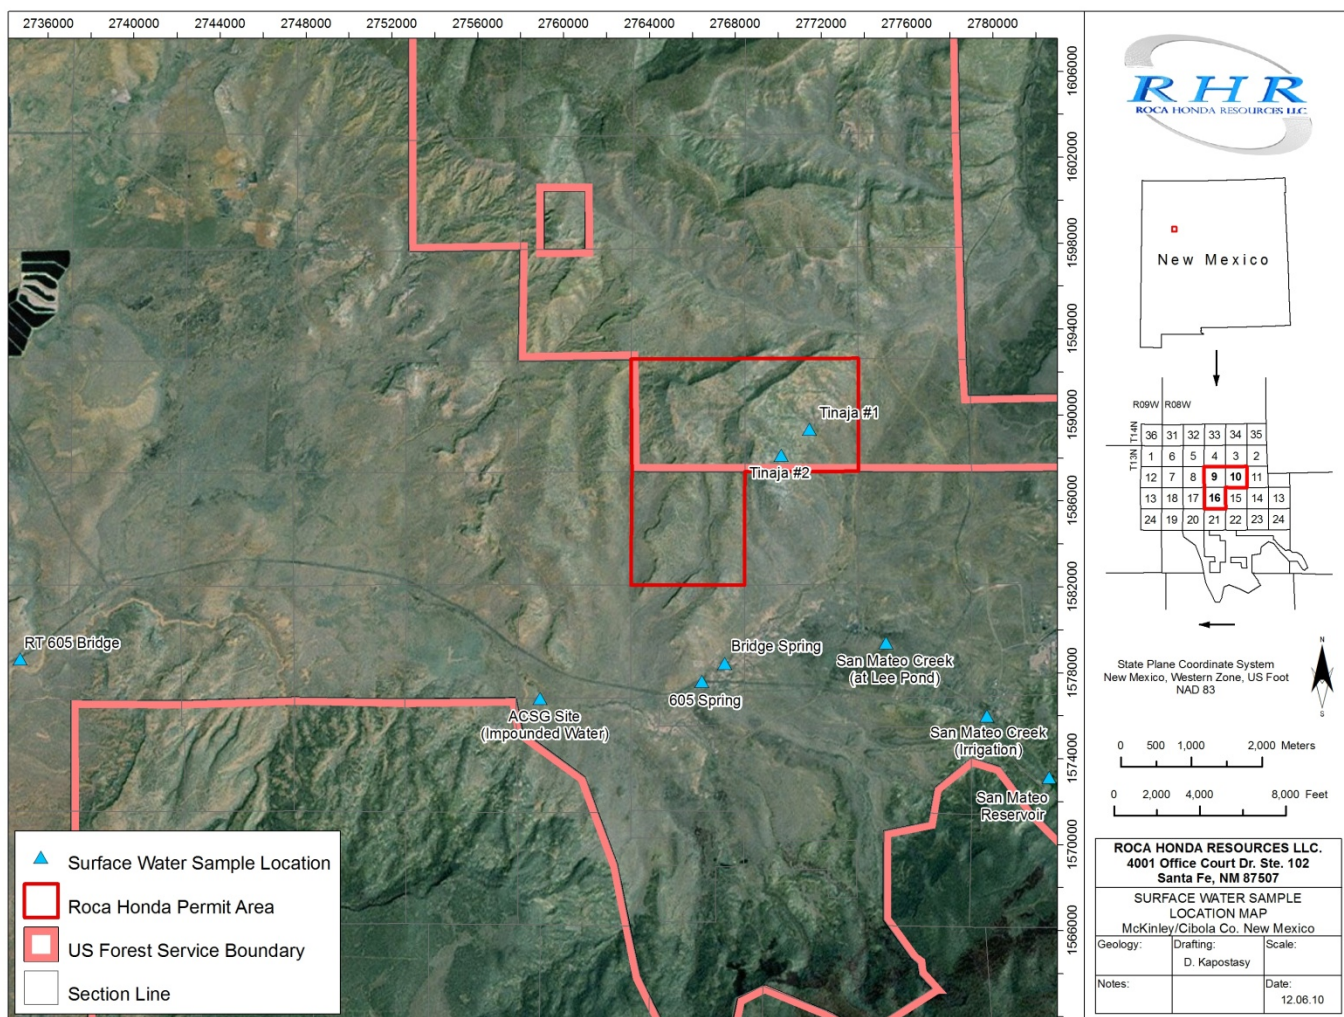 2736000 2740000 2744000 2748000 2752000 2756000 2760000 2764000 2768000 2772000 2776000 2780000
1606000
1602000
1598000
1594000
1590000
1586000
1582000
1578000
1574000
1570000
1566000
Tinaja #1
Tinaja #2
RT 605 Bridge
Bridge Spring
605 Spring
San Mateo Creek
(at Lee Pond)
ACSG Site
(Impounded Water)
San Mateo Creek
(Irrigation)
San Mateo
Reservoir
Surface Water Sample Location
Roca Honda Permit Area
US Forest Service Boundary
Section Line
RHR
ROCA HONDA RESOURCES LLC
New Mexico
R09W R08W
T14N
T13N
36 31 32 33 34 35
1 6 5 4 3 2
12 7 8 9 10 11
13 18 17 16 15 14 13
24 19 20 21 22 23 24
N
S
State Plane Coordinate System
New Mexico, Western Zone, US Foot
NAD 83
0 500 1,000 2,000 Meters
0 2,000 4,000 8,000 Feet
ROCA HONDA RESOURCES LLC.
4001 Office Court Dr. Ste. 102
Santa Fe, NM 87507
SURFACE WATER SAMPLE
LOCATION MAP
McKinley/Cibola Co. New Mexico
Geology: Drafting: Scale:
D. Kapostasy
Notes: Date:
12.06.10